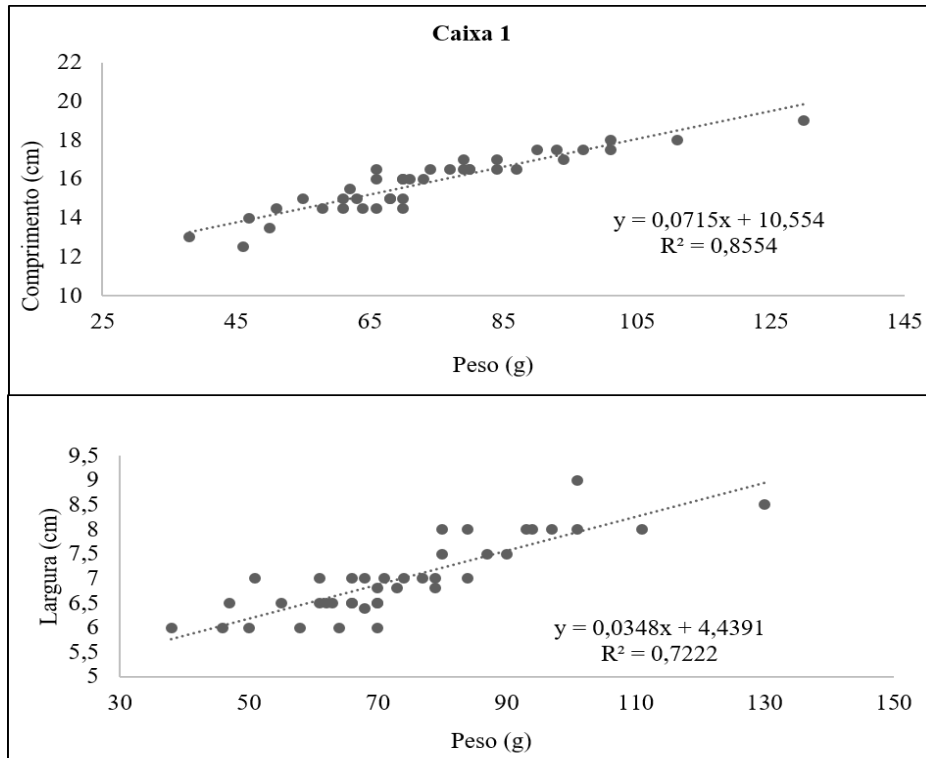 Caixa 1
22
20
18
16
14
12
10
Comprimento (cm)
y = 0,0715x + 10,554
R² = 0,8554
25 45 65 85 105 125 145
Peso (g)
9,5
9
8,5
8
7,5
7
6,5
6
5,5
5
Largura (cm)
y = 0,0348x + 4,4391
R² = 0,7222
30 50 70 90 110 130 150
Peso (g)